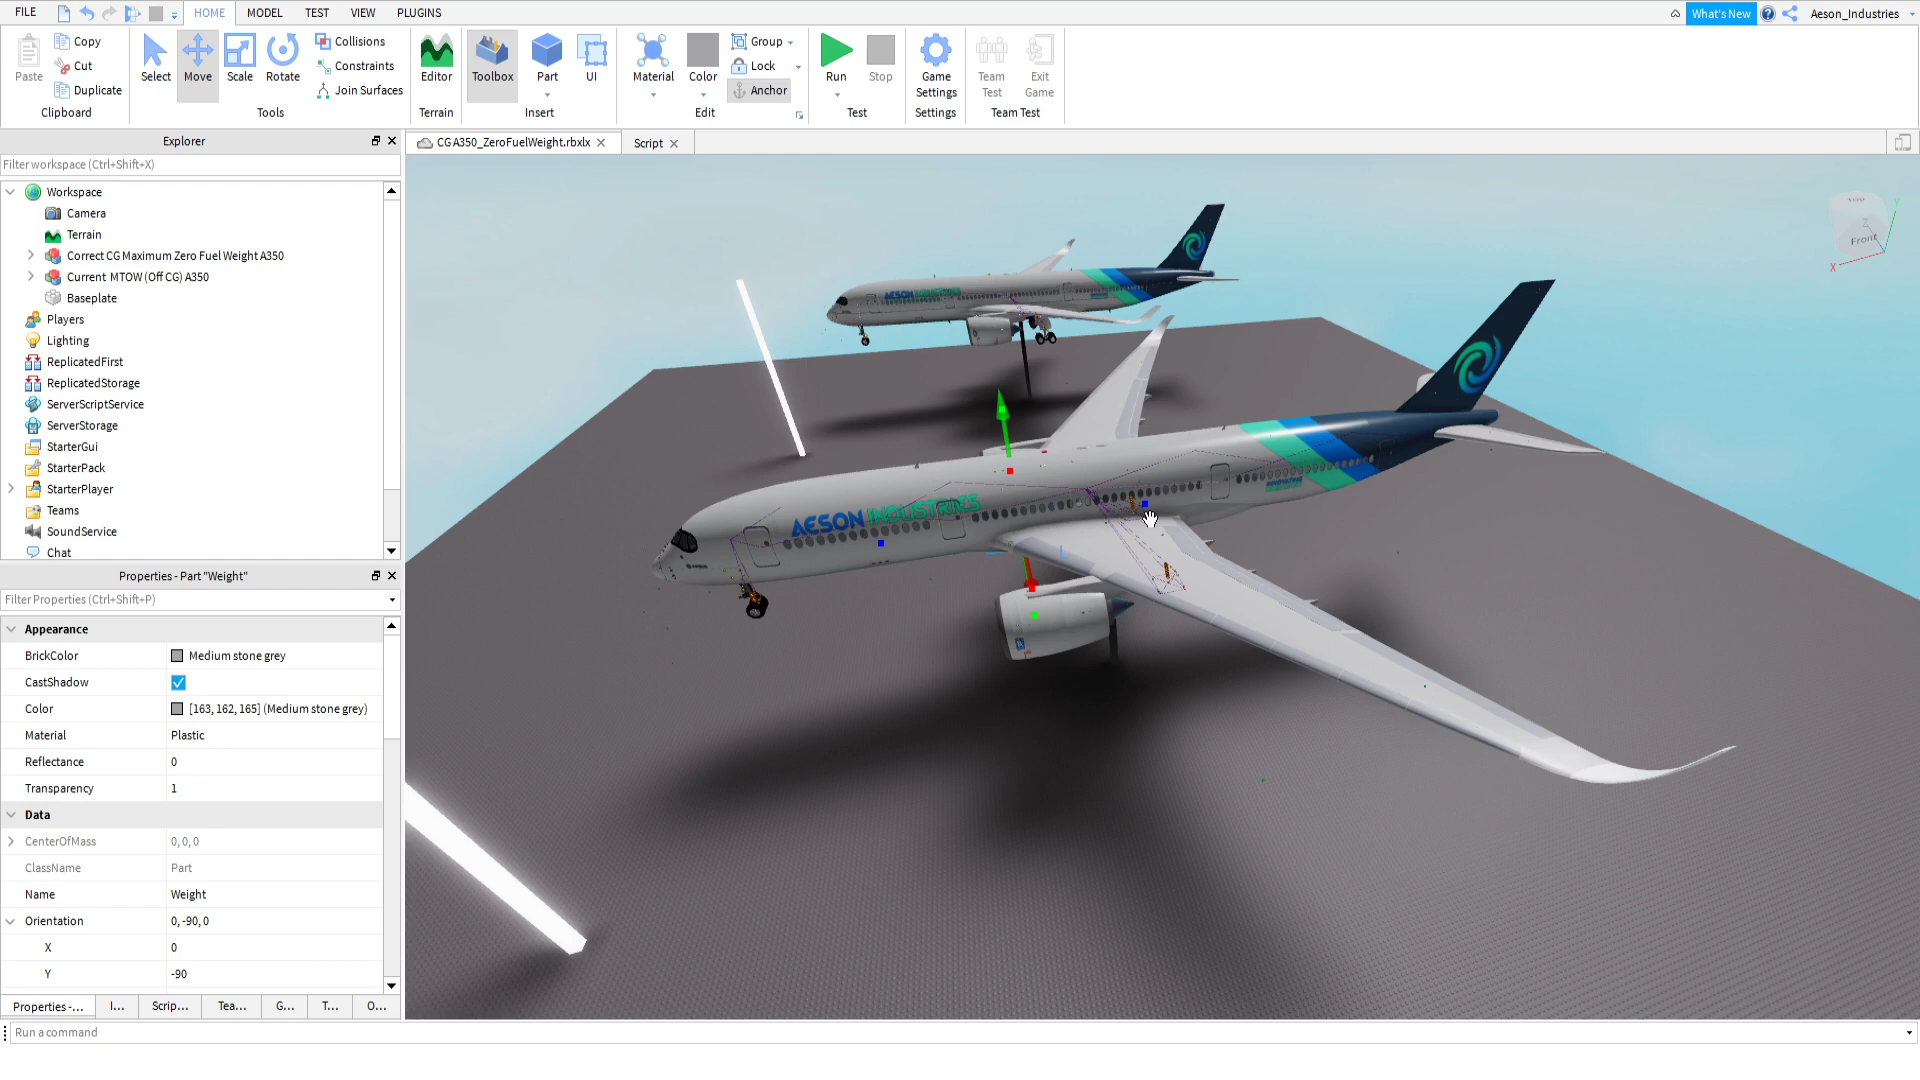 FILE HOME MODEL TEST VIEW PLUGINS What's New Aeson_Industries
Paste Copy Cut Duplicate Clipboard
Select Move Scale Rotate Collisions Constraints Join Surfaces Tools
Editor Terrain
Toolbox Part UI Insert
Material Color Group Lock Anchor Edit
Run Stop Test
Game Settings Settings
Team Test Exit Game Team Test
Explorer
Filter workspace (Ctrl+Shift+X)
Workspace
Camera
Terrain
Correct CG Maximum Zero Fuel Weight A350
Current MTOW (Off CG) A350
Baseplate
Players
Lighting
ReplicatedFirst
ReplicatedStorage
ServerScriptService
ServerStorage
StarterGui
StarterPack
StarterPlayer
Teams
SoundService
Chat
Properties - Part "Weight"
Filter Properties (Ctrl+Shift+P)
Appearance
BrickColor Medium stone grey
CastShadow
Color [163, 162, 165] (Medium stone grey)
Material Plastic
Reflectance 0
Transparency 1
Data
CenterOfMass 0, 0, 0
ClassName Part
Name Weight
Orientation 0, -90, 0
X 0
Y -90
Properties -... I... Scrip... Tea... G... T... O...
Run a command
CG A350_ZeroFuelWeight.rbxlx Script
AESON INDUSTRIES
AESON INDUSTRIES
Top
Z
Front
X
Y